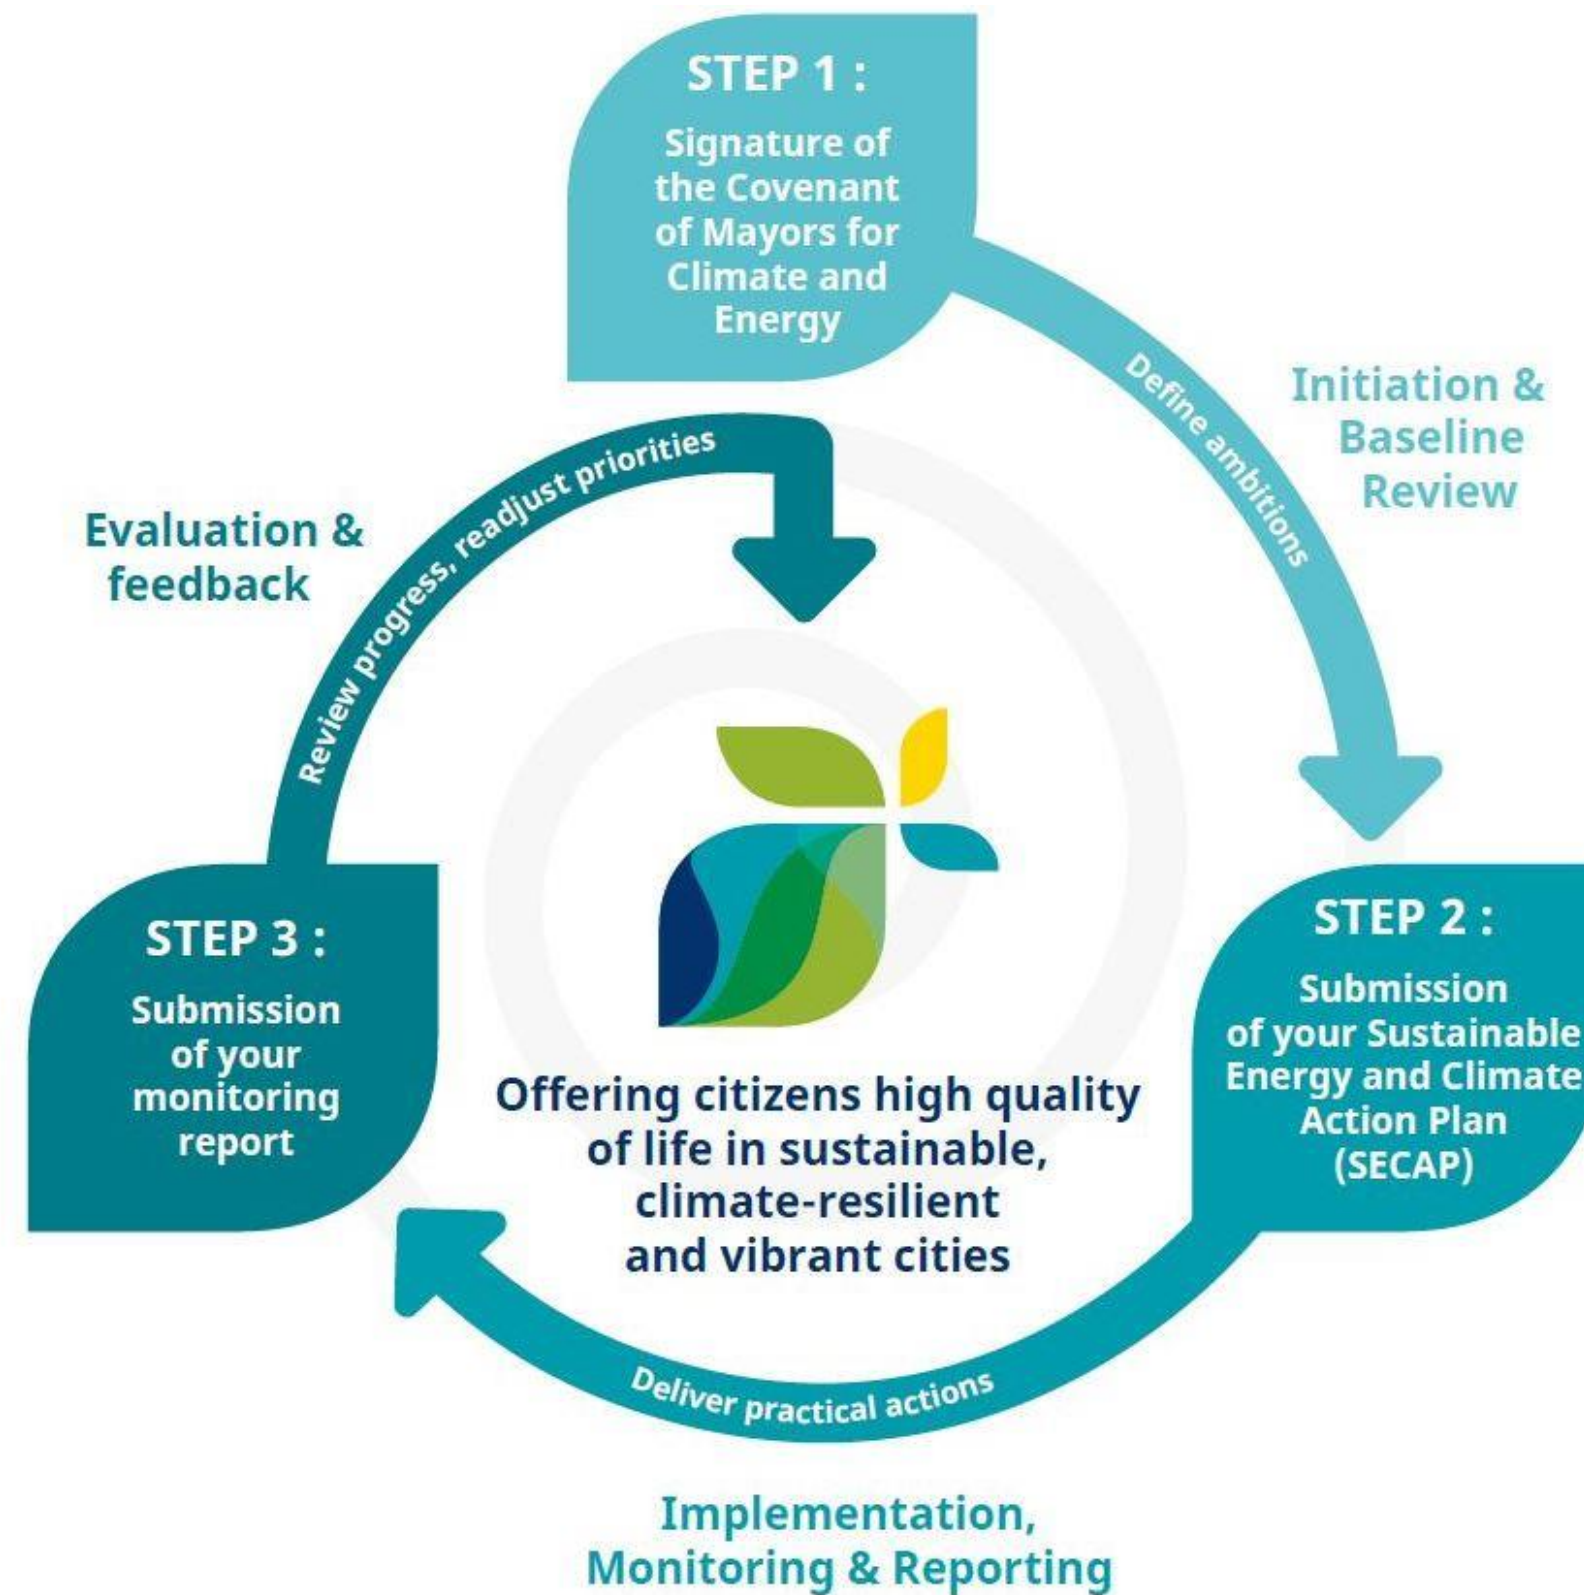 STEP 1 :
Signature of
the Covenant
of Mayors for
Climate and
Energy
Define ambitions
Initiation &
Baseline
Review
STEP 2 :
Submission
of your Sustainable
Energy and Climate
Action Plan
(SECAP)
Deliver practical actions
Implementation,
Monitoring & Reporting
STEP 3 :
Submission
of your
monitoring
report
Review progress, readjust priorities
Evaluation &
feedback
Offering citizens high quality
of life in sustainable,
climate-resilient
and vibrant cities